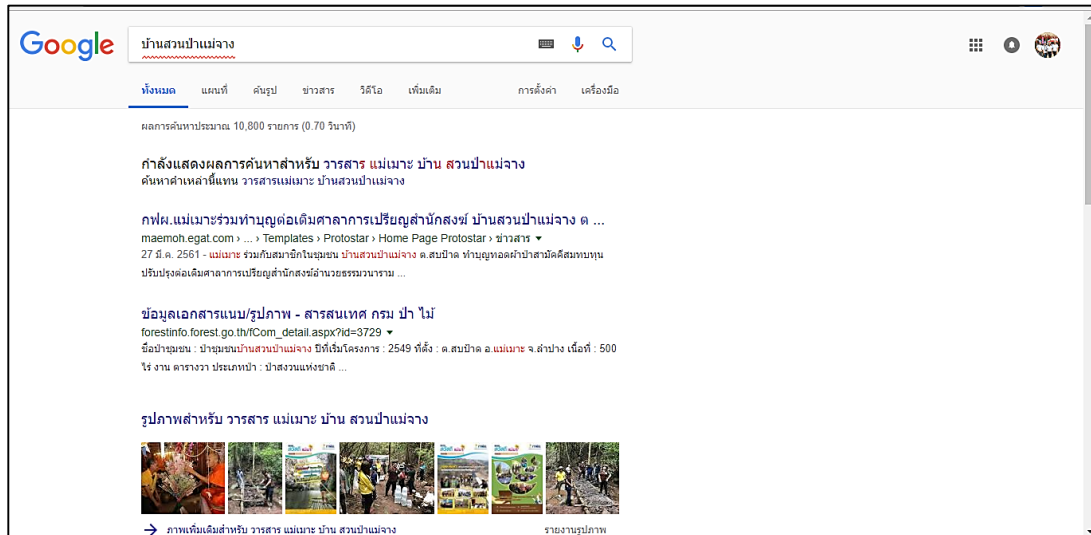 Google
บ้านสวนป่าแม่จาง
ทั้งหมด แผนที่ ค้นรูป ข่าวสาร วิดีโอ เพิ่มเติม การตั้งค่า เครื่องมือ
ผลการค้นหาประมาณ 10,800 รายการ (0.70 วินาที)
กำลังแสดงผลการค้นหาสำหรับ วารสาร แม่เมาะ บ้าน สวนป่าแม่จาง
ค้นหาคำเหล่านี้แทน วารสารแม่เมาะ บ้านสวนป่าแม่จาง
กฟผ.แม่เมาะร่วมทำบุญต่อเติมศาลาการเปรียญสำนักสงฆ์ บ้านสวนป่าแม่จาง ต ...
maemoh.egat.com › ... › Templates › Protostar › Home Page Protostar › ข่าวสาร
27 มี.ค. 2561 - แม่เมาะ ร่วมกับสมาชิกในชุมชน บ้านสวนป่าแม่จาง ต.สบป้าด ทำบุญทอดผ้าป่าสามัคคีสมทบทุน
ปรับปรุงต่อเติมศาลาการเปรียญสำนักสงฆ์อำนวยธรรมวนาราม ...
ข้อมูลเอกสารแนบ/รูปภาพ - สารสนเทศ กรม ป่า ไม้
forestinfo.forest.go.th/fCom_detail.aspx?id=3729
ชื่อป่าชุมชน : ป่าชุมชนบ้านสวนป่าแม่จาง ปีที่เริ่มโครงการ : 2549 ที่ตั้ง : ต.สบป้าด อ.แม่เมาะ จ.ลำปาง เนื้อที่ : 500
ไร่ งาน ตารางวา ประเภทป่า : ป่าสงวนแห่งชาติ ...
รูปภาพสำหรับ วารสาร แม่เมาะ บ้าน สวนป่าแม่จาง
ภาพเพิ่มเติมสำหรับ วารสาร แม่เมาะ บ้าน สวนป่าแม่จาง รายงานรูปภาพ